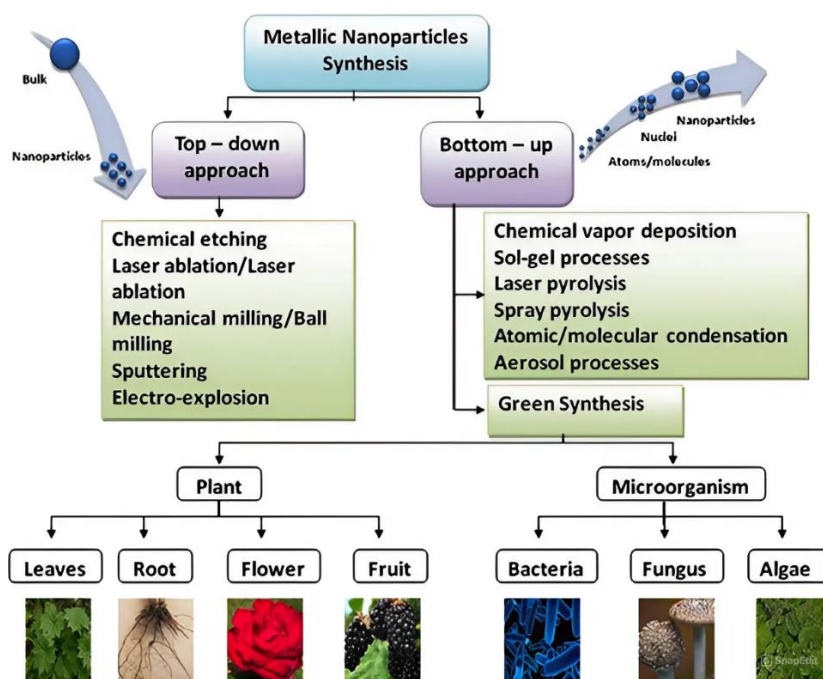 Metallic Nanoparticles
Synthesis
Bulk
Nanoparticles
Top – down
approach
Bottom – up
approach
Nanoparticles
Nuclei
Atoms/molecules
Chemical etching
Laser ablation/Laser
ablation
Mechanical milling/Ball
milling
Sputtering
Electro-explosion
Chemical vapor deposition
Sol-gel processes
Laser pyrolysis
Spray pyrolysis
Atomic/molecular condensation
Aerosol processes
Green Synthesis
Plant
Microorganism
Leaves
Root
Flower
Fruit
Bacteria
Fungus
Algae
SnapEdit